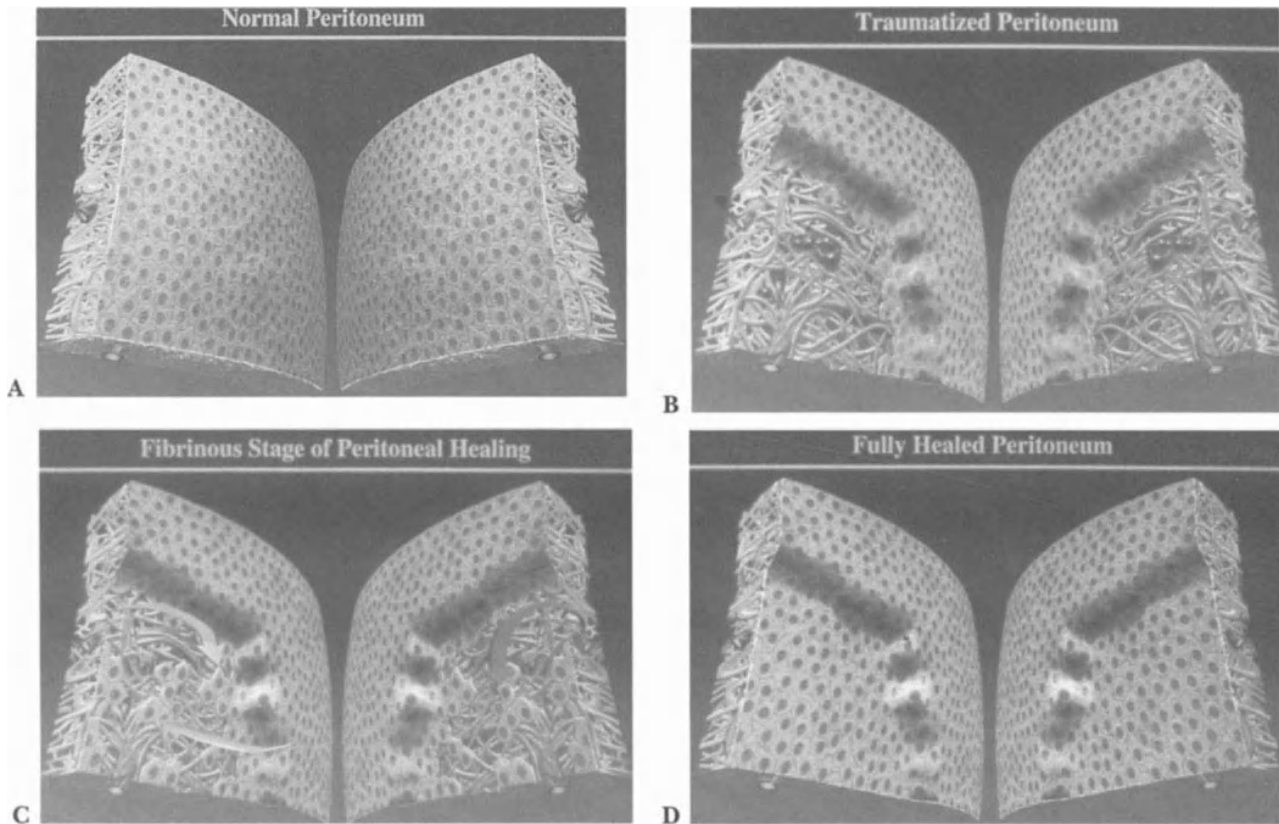 Normal Peritoneum
Traumatized Peritoneum
A
B
Fibrinous Stage of Peritoneal Healing
Fully Healed Peritoneum
C
D